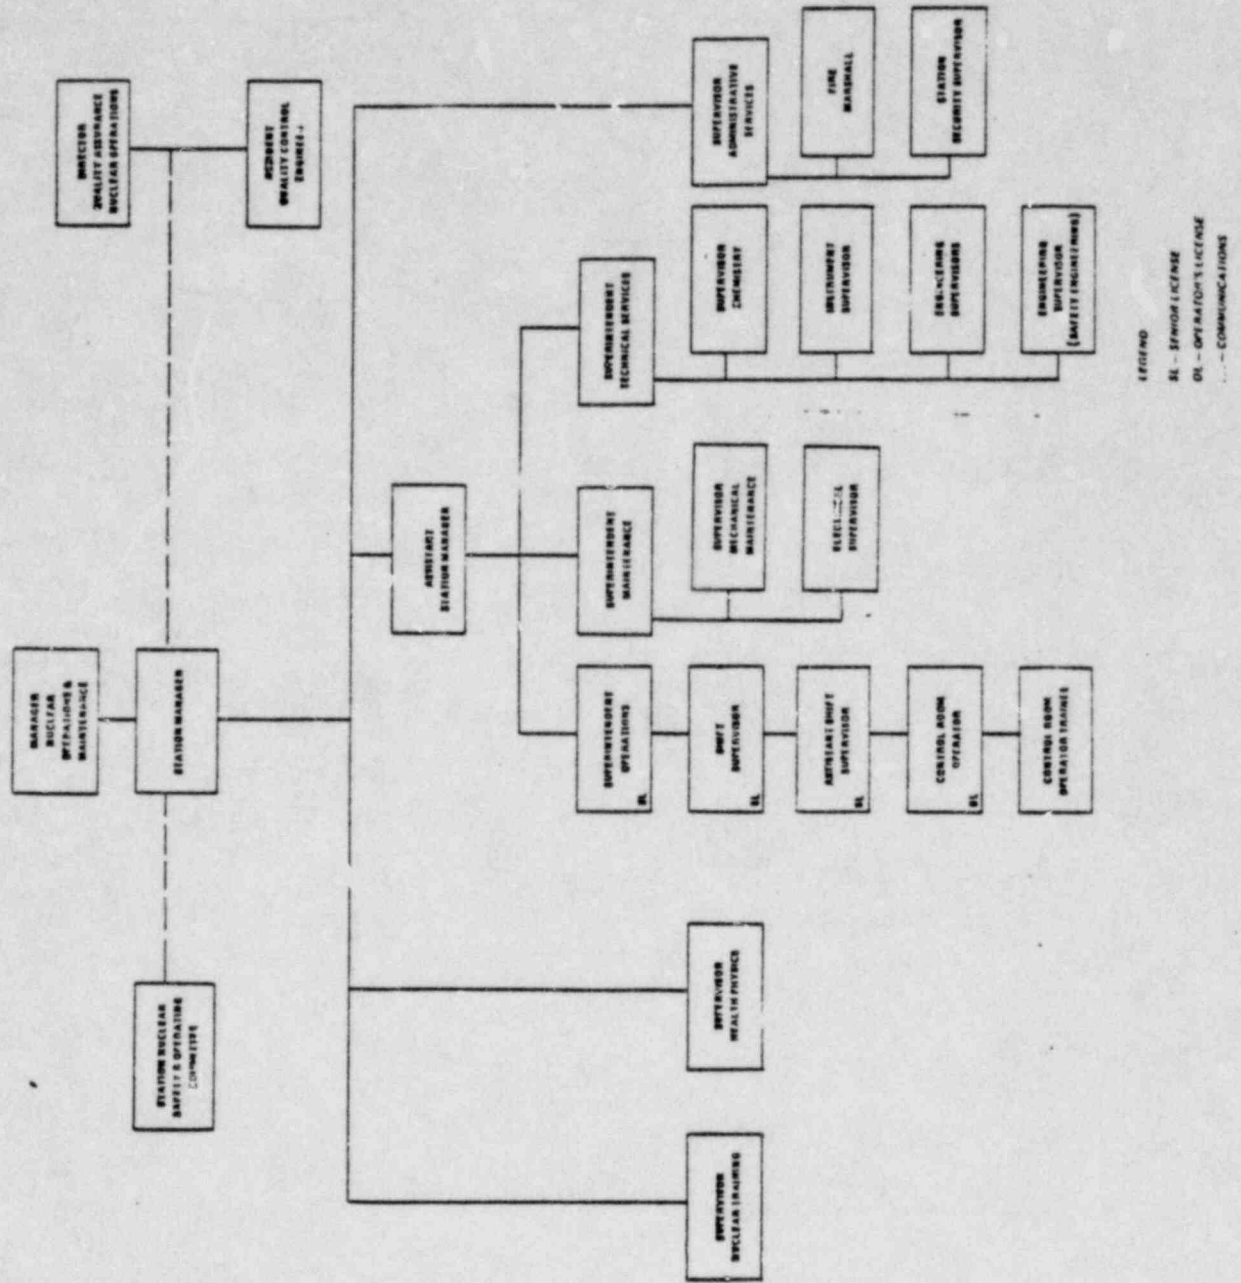 MANAGER
NUCLEAR
OPERATIONS &
MAINTENANCE
STATION MANAGER
STATION NUCLEAR
SAFETY & OPERATING
COMMITTEE
DIRECTOR
QUALITY ASSURANCE
NUCLEAR OPERATIONS
RESIDENT
QUALITY CONTROL
ENGINEER
ASSISTANT
STATION MANAGER
SUPERVISOR
NUCLEAR TRAINING
SUPERVISOR
HEALTH PHYSICS
SUPERINTENDENT
OPERATIONS
SHIFT
SUPERVISOR
SL
ASSISTANT SHIFT
SUPERVISOR
SL
CONTROL ROOM
OPERATOR
CONTROL ROOM
OPERATOR TRAINEE
SUPERINTENDENT
MAINTENANCE
SUPERVISOR
MECHANICAL
MAINTENANCE
ELECTRICAL
SUPERVISOR
SUPERINTENDENT
TECHNICAL SERVICES
SUPERVISOR
CHEMISTRY
INSTRUMENT
SUPERVISOR
ENGINEERING
SUPERVISORS
ENGINEERING
SUPERVISOR
(SAFETY ENGINEERING)
SUPERVISOR
ADMINISTRATIVE
SERVICES
FIRE
MARSHALL
STATION
SECURITY SUPERVISOR
LEGEND
SL - SENIOR LICENSE
OL - OPERATOR'S LICENSE
... - COMMUNICATIONS